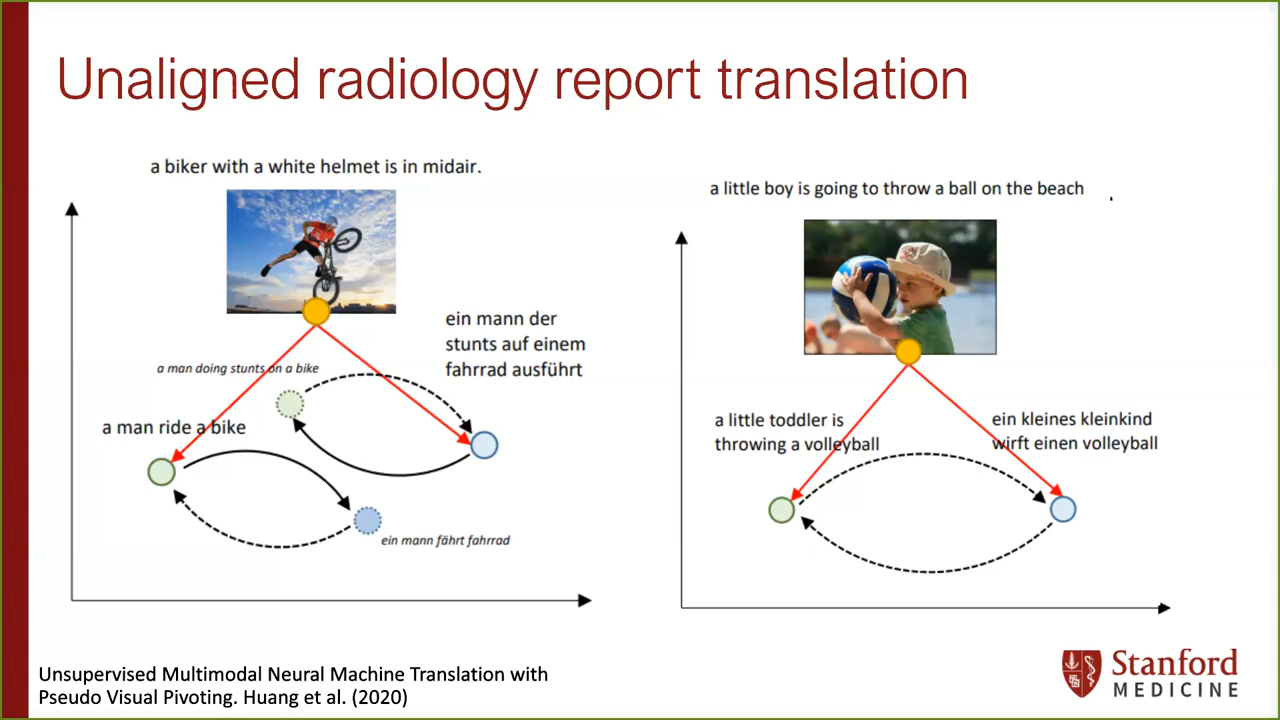 Unaligned radiology report translation
a biker with a white helmet is in midair.
a little boy is going to throw a ball on the beach
ein mann der
stunts auf einem
fahrrad ausführt
a man doing stunts on a bike
a man ride a bike
ein mann fährt fahrrad
a little toddler is
throwing a volleyball
ein kleines kleinkind
wirft einen volleyball
Unsupervised Multimodal Neural Machine Translation with
Pseudo Visual Pivoting. Huang et al. (2020)
Stanford
MEDICINE